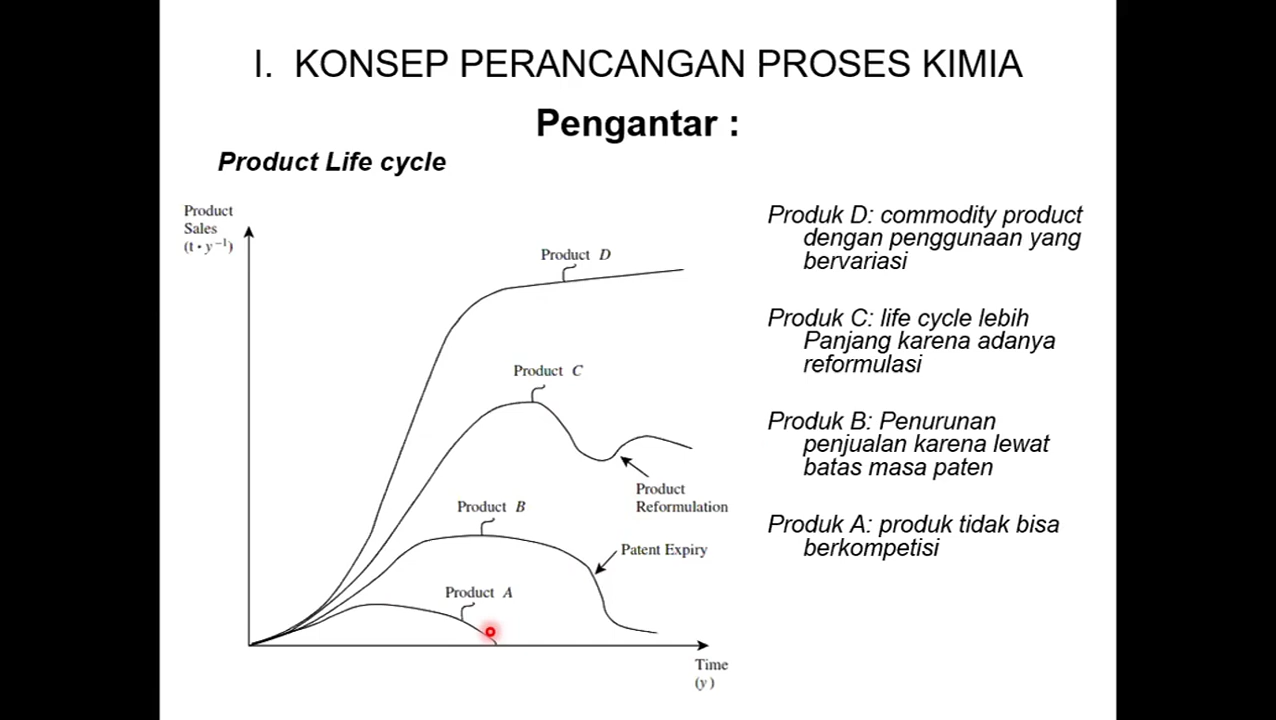 I. KONSEP PERANCANGAN PROSES KIMIA
Pengantar :
Product Life cycle
Product
Sales
(t • y⁻¹)
Product D
Product C
Product
Reformulation
Product B
Patent Expiry
Product A
Time
(y)
Produk D: commodity product
dengan penggunaan yang
bervariasi
Produk C: life cycle lebih
Panjang karena adanya
reformulasi
Produk B: Penurunan
penjualan karena lewat
batas masa paten
Produk A: produk tidak bisa
berkompetisi